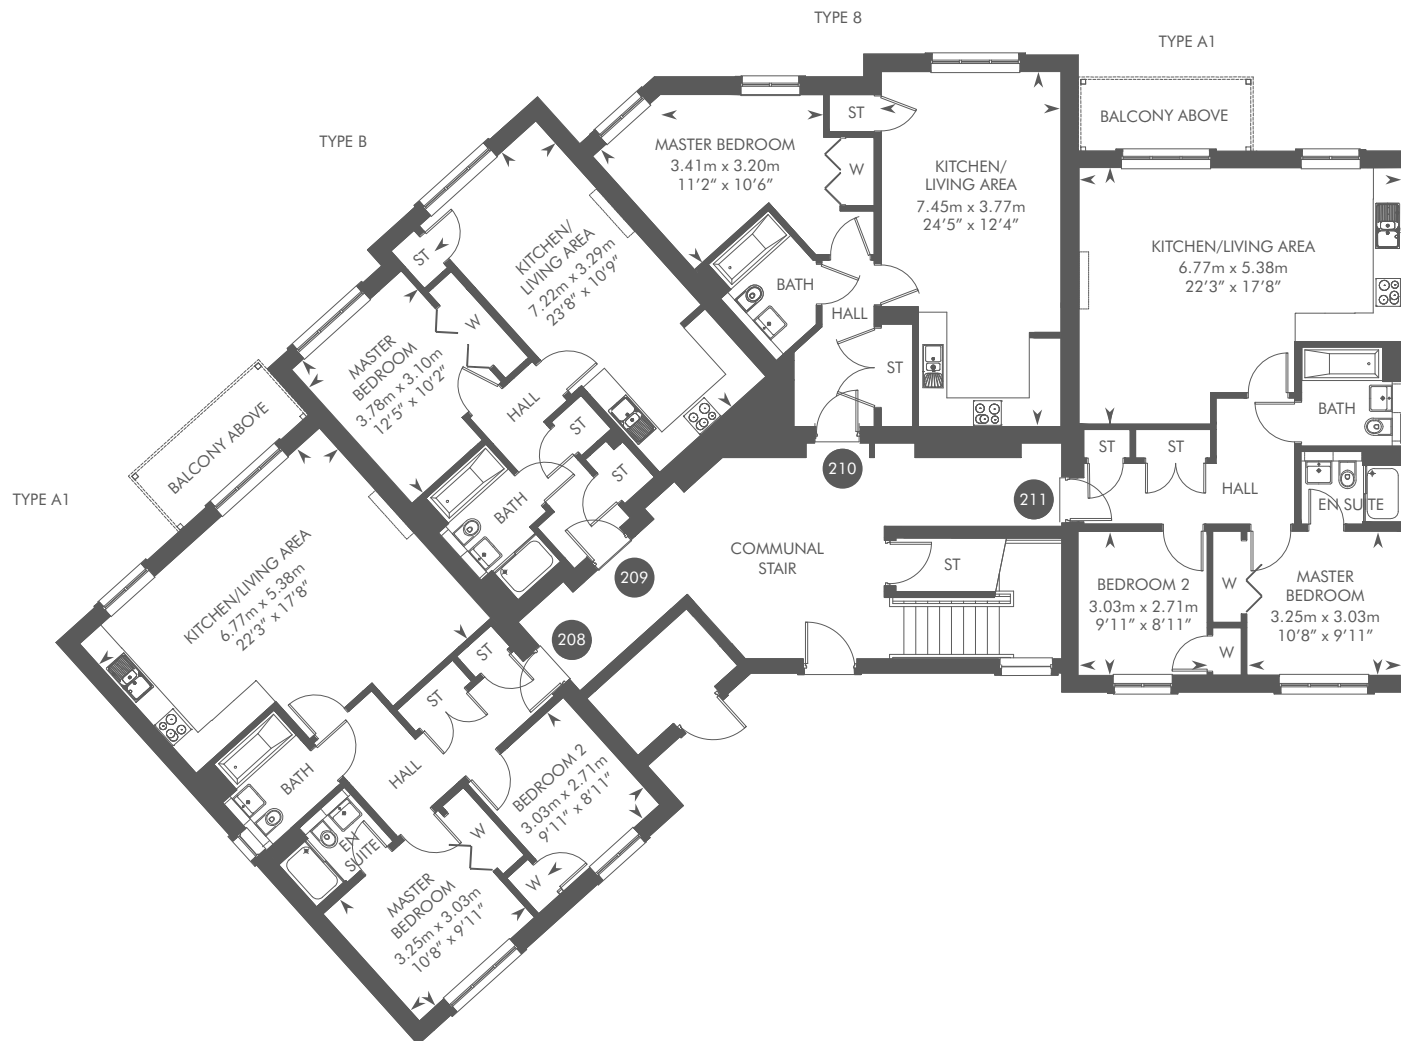 TYPE 8
TYPE A1
TYPE B
TYPE A1
BALCONY ABOVE
ST
MASTER BEDROOM
3.41m x 3.20m
11'2" x 10'6"
W
KITCHEN/
LIVING AREA
7.45m x 3.77m
24'5" x 12'4"
BATH
HALL
ST
210
KITCHEN/LIVING AREA
6.77m x 5.38m
22'3" x 17'8"
BATH
ST
ST
HALL
EN SUITE
211
BEDROOM 2
3.03m x 2.71m
9'11" x 8'11"
W
W
MASTER
BEDROOM
3.25m x 3.03m
10'8" x 9'11"
KITCHEN/
LIVING AREA
7.22m x 3.29m
23'8" x 10'9"
ST
W
MASTER
BEDROOM
3.78m x 3.10m
12'5" x 10'2"
HALL
ST
ST
BATH
209
COMMUNAL
STAIR
ST
BALCONY ABOVE
KITCHEN/LIVING AREA
6.77m x 5.38m
22'3" x 17'8"
208
ST
ST
HALL
BATH
EN
SUITE
BEDROOM 2
3.03m x 2.71m
9'11" x 8'11"
W
W
MASTER
BEDROOM
3.25m x 3.03m
10'8" x 9'11"